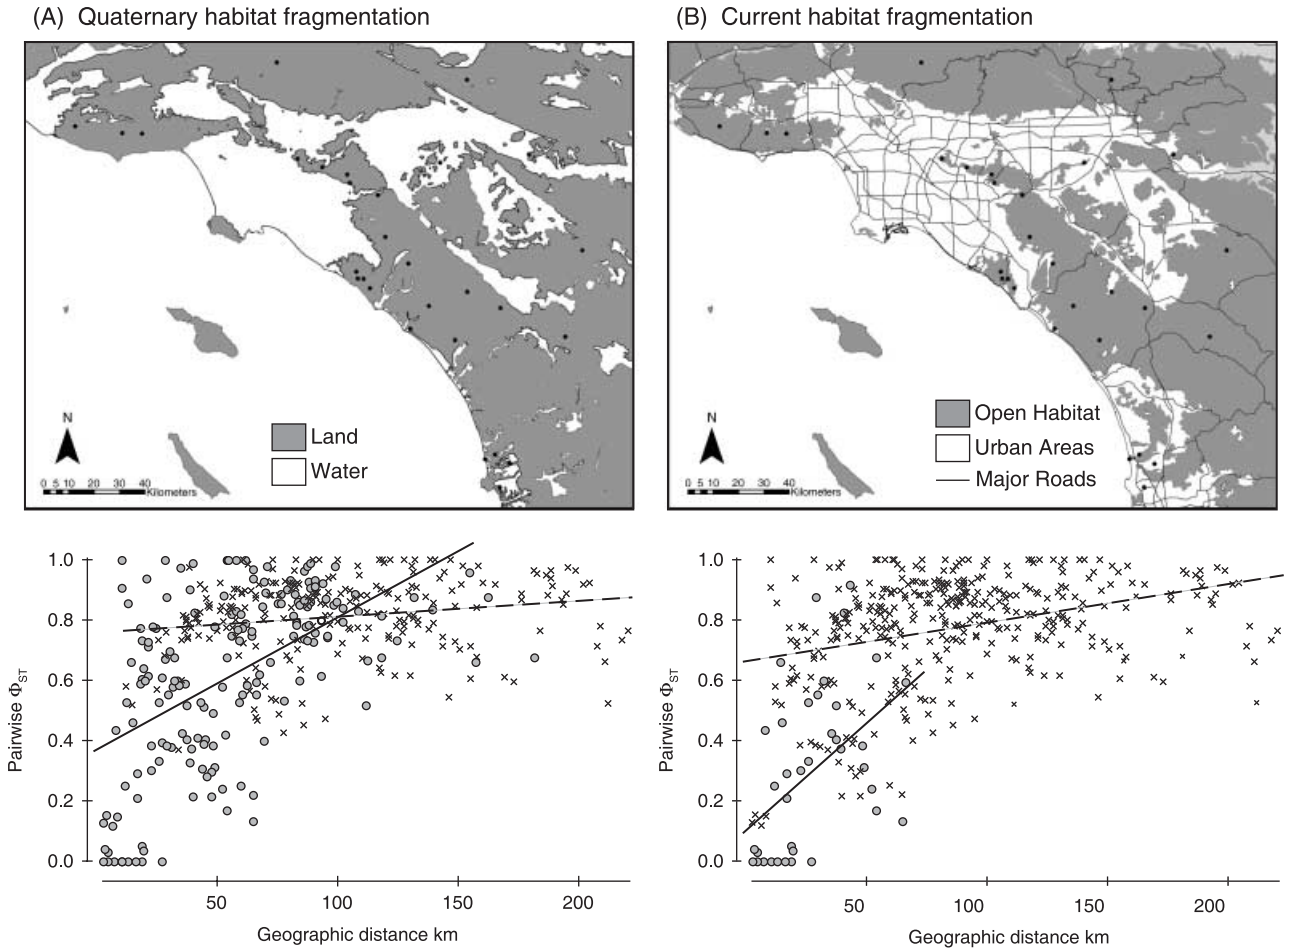 (A) Quaternary habitat fragmentation
(B) Current habitat fragmentation
N
Land
Water
0 5 10 20 30 40
Kilometers
N
Open Habitat
Urban Areas
Major Roads
0 5 10 20 30 40
Kilometers
Pairwise ΦST
1.0
0.8
0.6
0.4
0.2
0.0
50 100 150 200
Geographic distance km
Pairwise ΦST
1.0
0.8
0.6
0.4
0.2
0.0
50 100 150 200
Geographic distance km